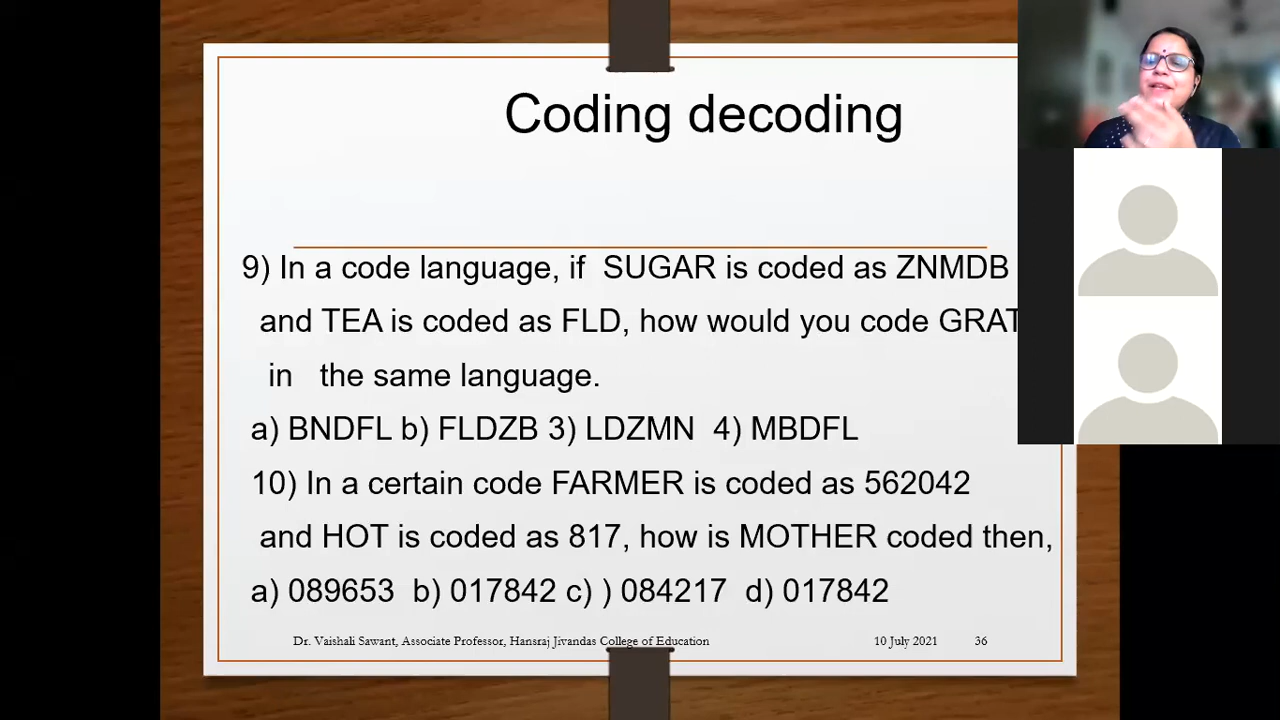 Coding decoding
9) In a code language, if SUGAR is coded as ZNMDB
and TEA is coded as FLD, how would you code GRAT
in the same language.
a) BNDFL b) FLDZB 3) LDZMN 4) MBDFL
10) In a certain code FARMER is coded as 562042
and HOT is coded as 817, how is MOTHER coded then,
a) 089653 b) 017842 c) ) 084217 d) 017842
Dr. Vaishali Sawant, Associate Professor, Hansraj Jivandas College of Education 10 July 2021 36